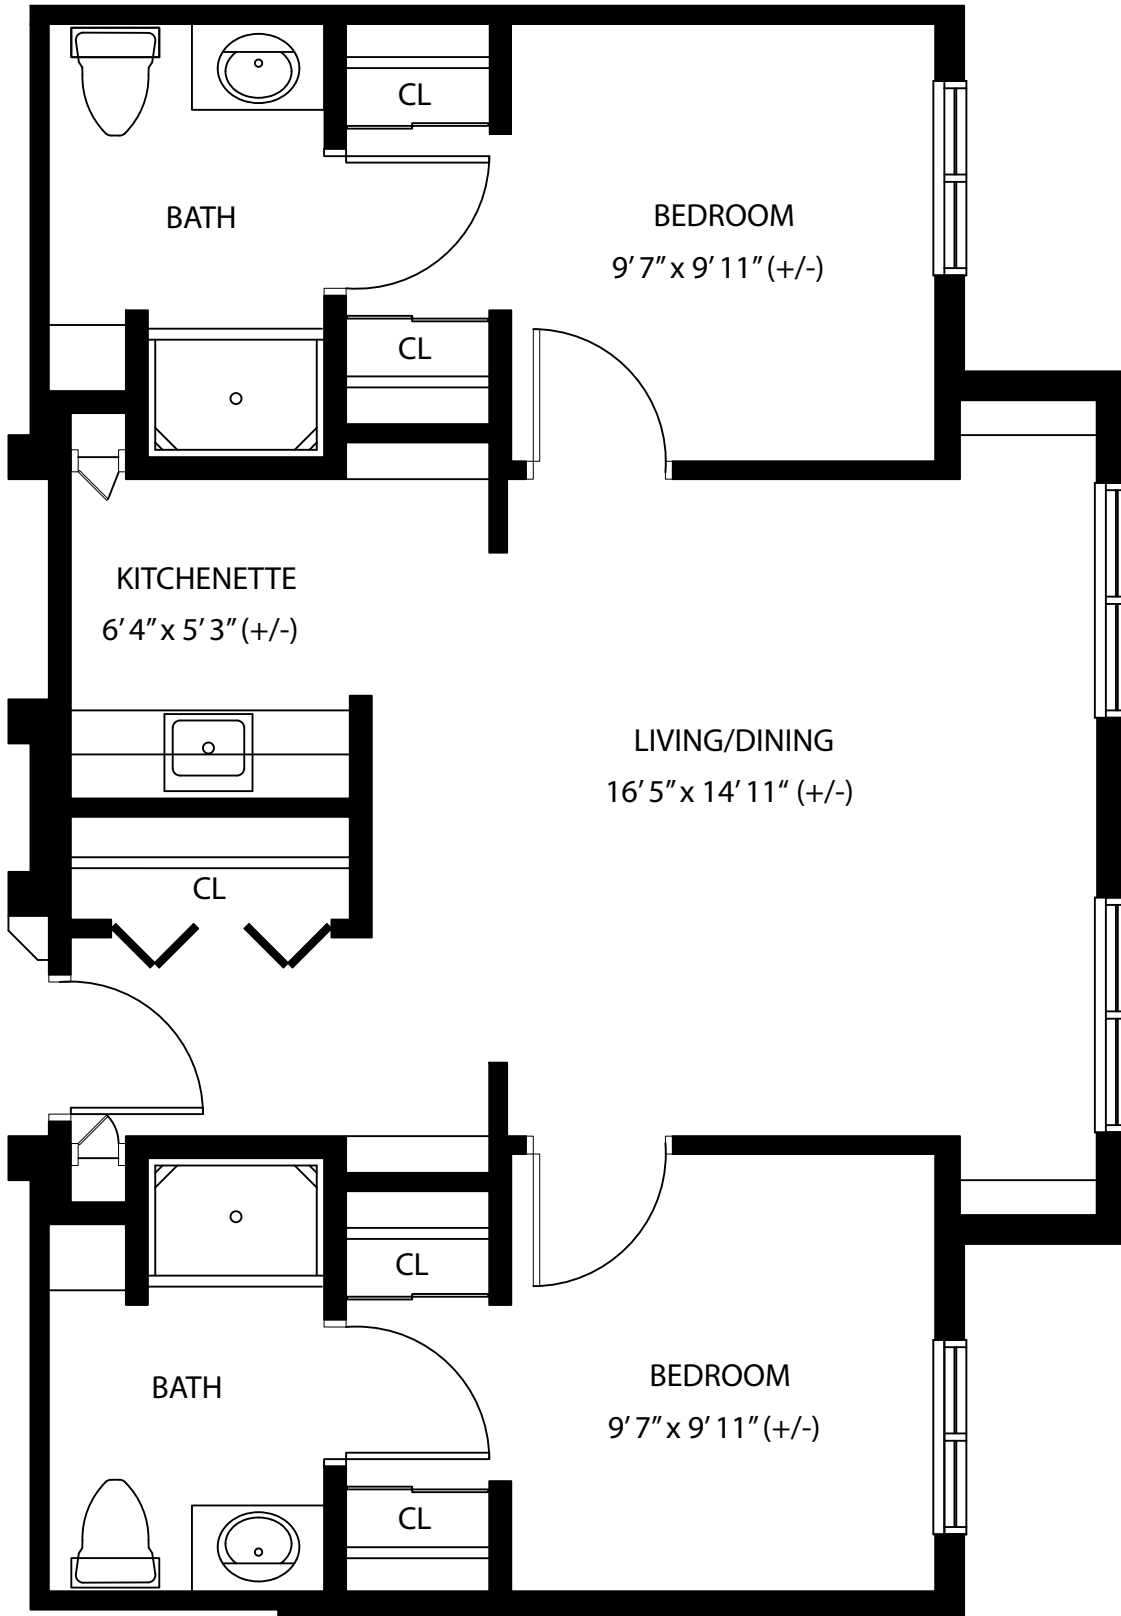 CL
BATH
BEDROOM
9’ 7” x 9’ 11” (+/-)
CL
KITCHENETTE
6’ 4” x 5’ 3” (+/-)
LIVING/DINING
16’ 5” x 14’ 11“ (+/-)
CL
CL
BATH
BEDROOM
9’ 7” x 9’ 11” (+/-)
CL